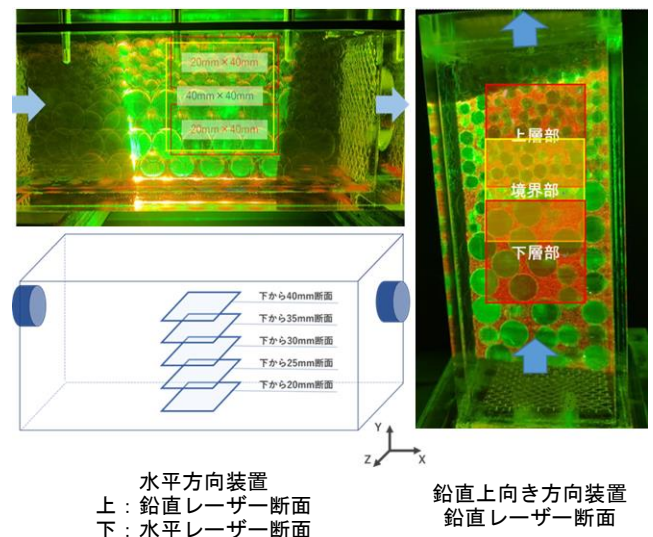 20mm×40mm
40mm×40mm
20mm×40mm
上層部
境界部
下層部
下から40mm断面
下から35mm断面
下から30mm断面
下から25mm断面
下から20mm断面
Y
Z
X
水平方向装置
上：鉛直レーザー断面
下：水平レーザー断面
鉛直上向き方向装置
鉛直レーザー断面